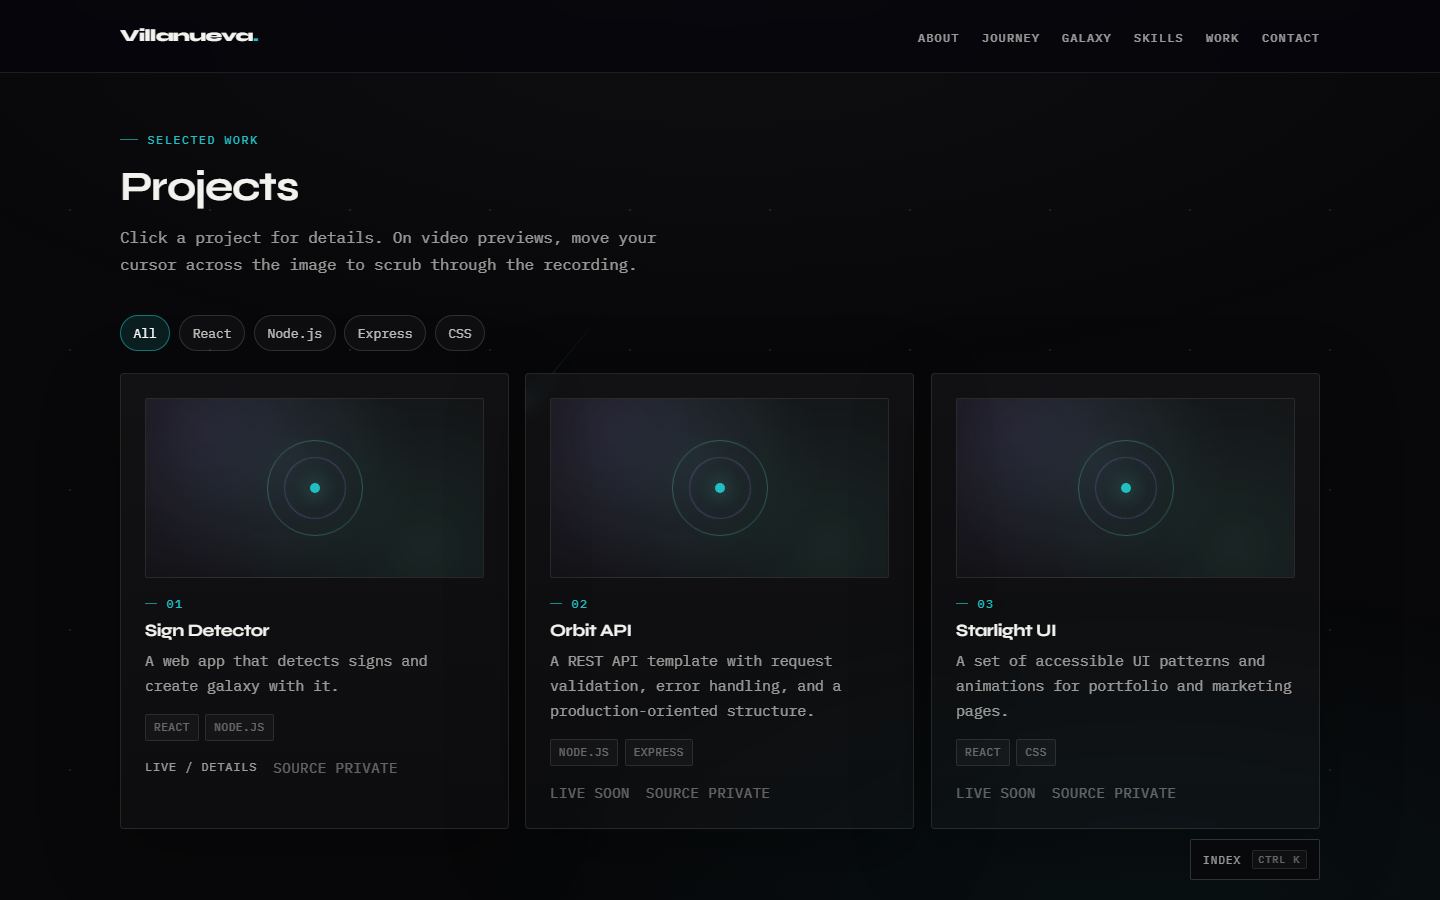 Villanueva.
ABOUT JOURNEY GALAXY SKILLS WORK CONTACT
SELECTED WORK
Projects
Click a project for details. On video previews, move your
cursor across the image to scrub through the recording.
All React Node.js Express CSS
01
Sign Detector
A web app that detects signs and
create galaxy with it.
REACT NODE.JS
LIVE / DETAILS SOURCE PRIVATE
02
Orbit API
A REST API template with request
validation, error handling, and a
production-oriented structure.
NODE.JS EXPRESS
LIVE SOON SOURCE PRIVATE
03
Starlight UI
A set of accessible UI patterns and
animations for portfolio and marketing
pages.
REACT CSS
LIVE SOON SOURCE PRIVATE
INDEX CTRL K